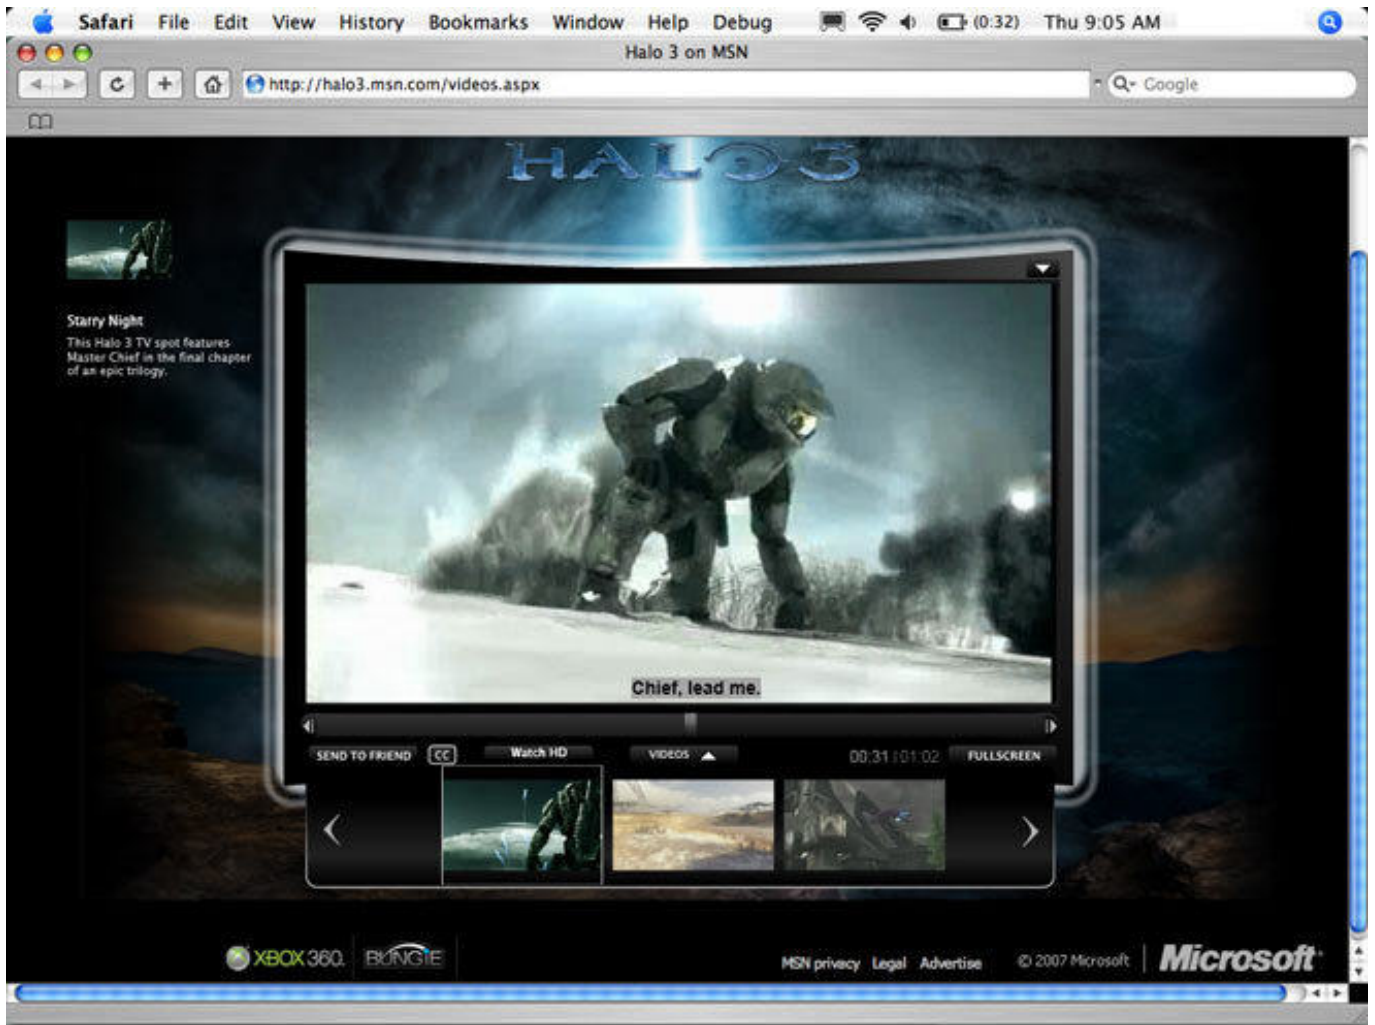 Safari File Edit View History Bookmarks Window Help Debug (0:32) Thu 9:05 AM
Halo 3 on MSN
http://halo3.msn.com/videos.aspx
Google
HALO 3
Starry Night
This Halo 3 TV spot features
Master Chief in the final chapter
of an epic trilogy.
Chief, lead me.
SEND TO FRIEND CC Watch HD VIDEOS 00:31 | 01:02 FULLSCREEN
XBOX 360. BUNGIE MSN privacy Legal Advertise © 2007 Microsoft Microsoft